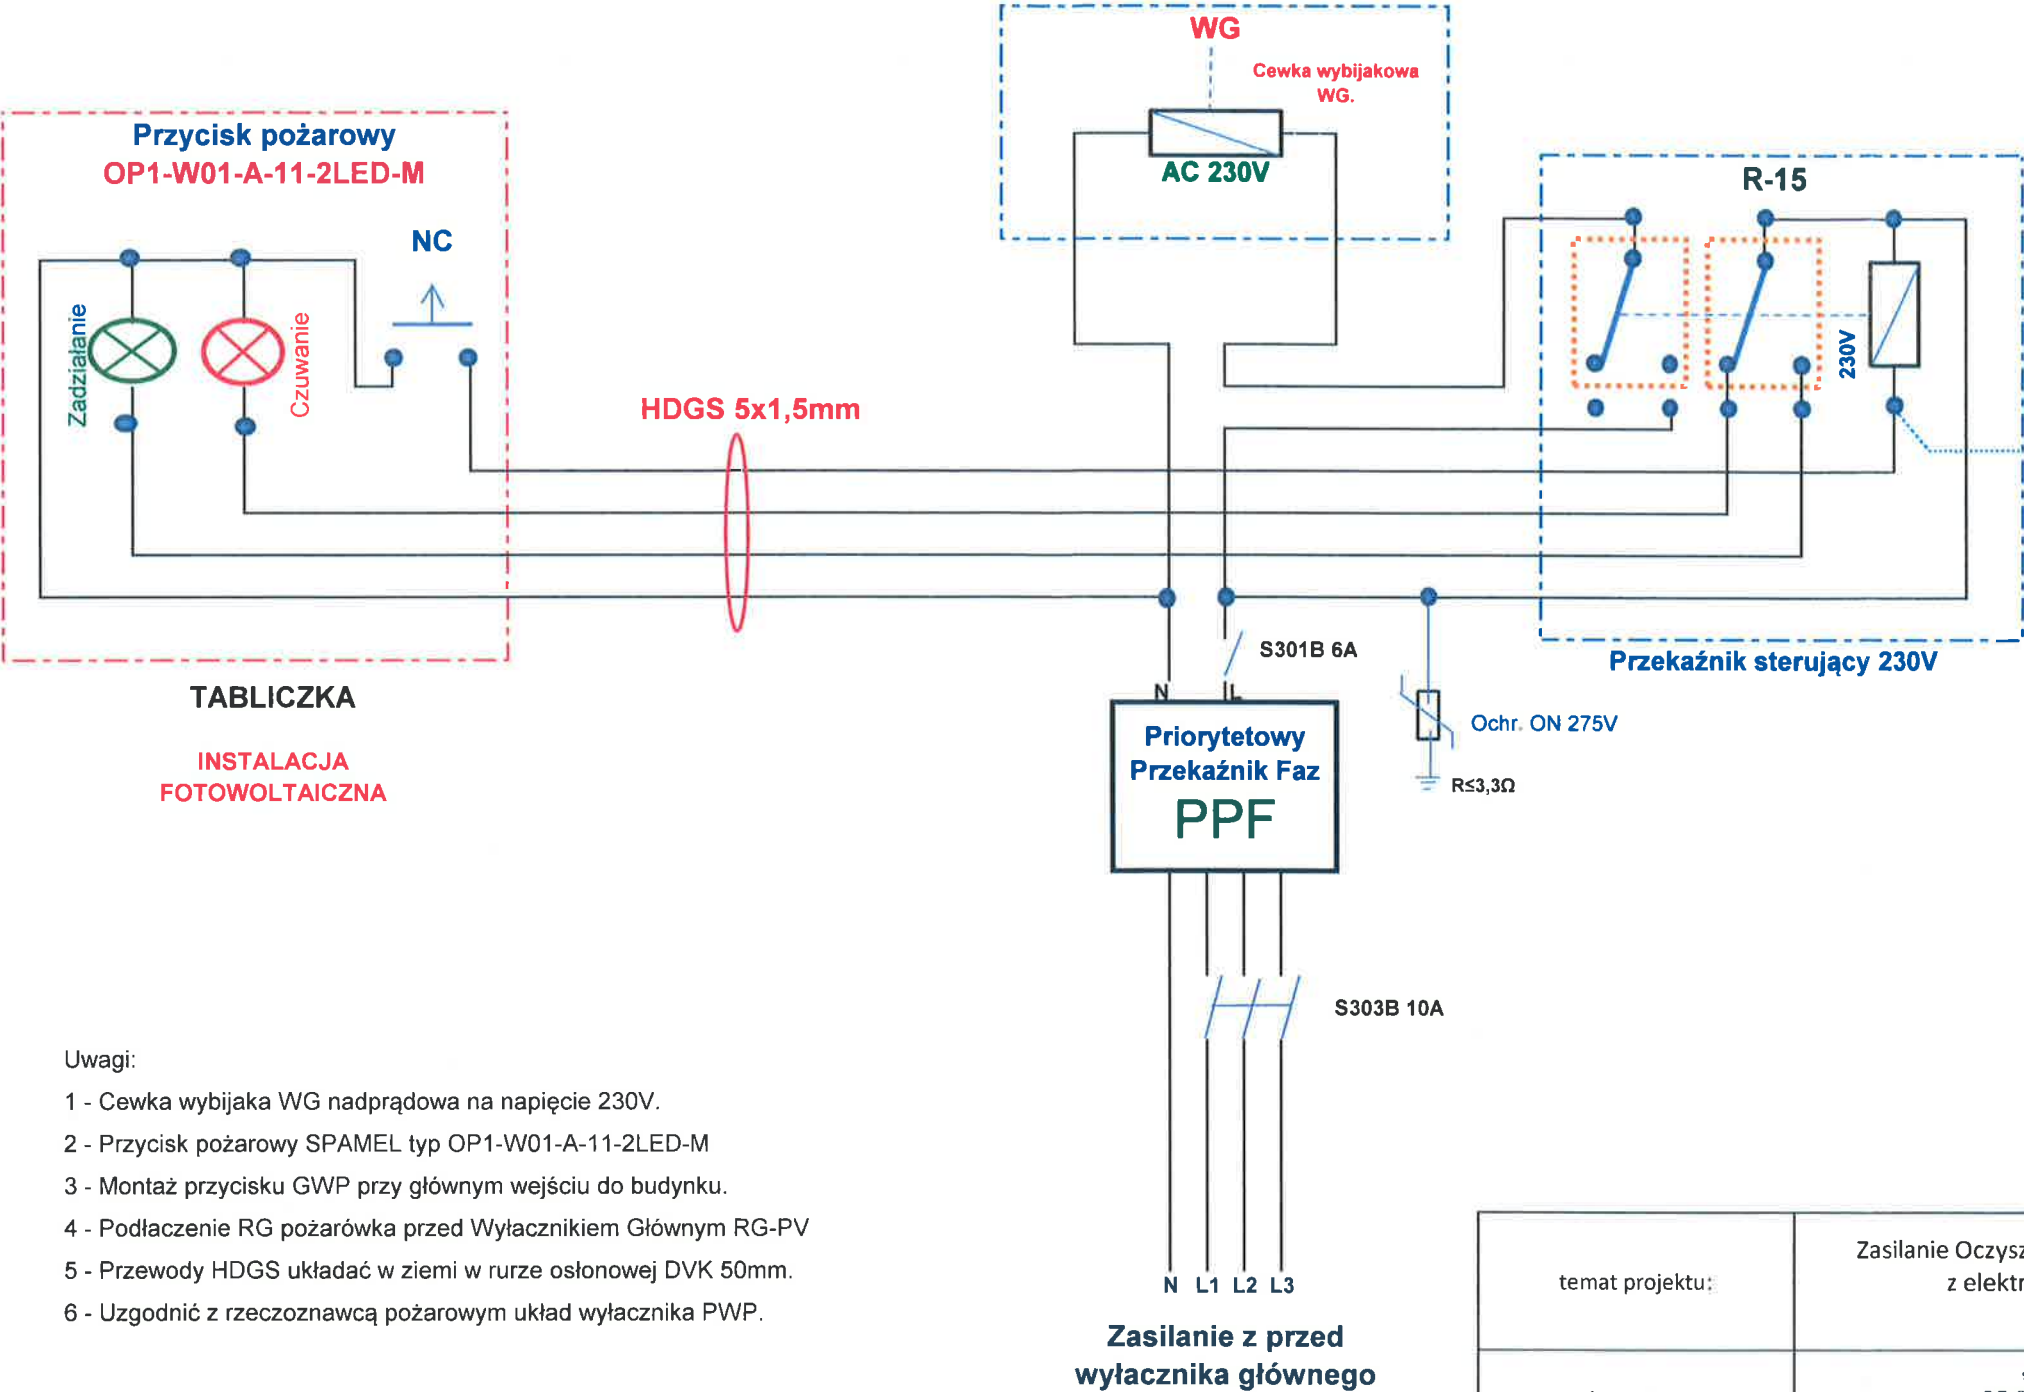 WG
Cewka wybijakowa
WG.
AC 230V
Przycisk pożarowy
OP1-W01-A-11-2LED-M
NC
Zadziałanie
Czuwanie
HDGS 5x1,5mm
R-15
230V
Przekaźnik sterujący 230V
S301B 6A
N
L
Ochr. ON 275V
R≤3,3Ω
TABLICZKA
INSTALACJA
FOTOWOLTAICZNA
Priorytetowy
Przekaźnik Faz
PPF
S303B 10A
Uwagi:
1 - Cewka wybijaka WG nadprądowa na napięcie 230V.
2 - Przycisk pożarowy SPAMEL typ OP1-W01-A-11-2LED-M
3 - Montaż przycisku GWP przy głównym wejściu do budynku.
4 - Podłaczenie RG pożarówka przed Wyłacznikiem Głównym RG-PV
5 - Przewody HDGS układać w ziemi w rurze osłonowej DVK 50mm.
6 - Uzgodnić z rzeczoznawcą pożarowym układ wyłacznika PWP.
N L1 L2 L3
Zasilanie z przed
wyłacznika głównego
temat projektu:
Zasilanie Oczysz
z elektr